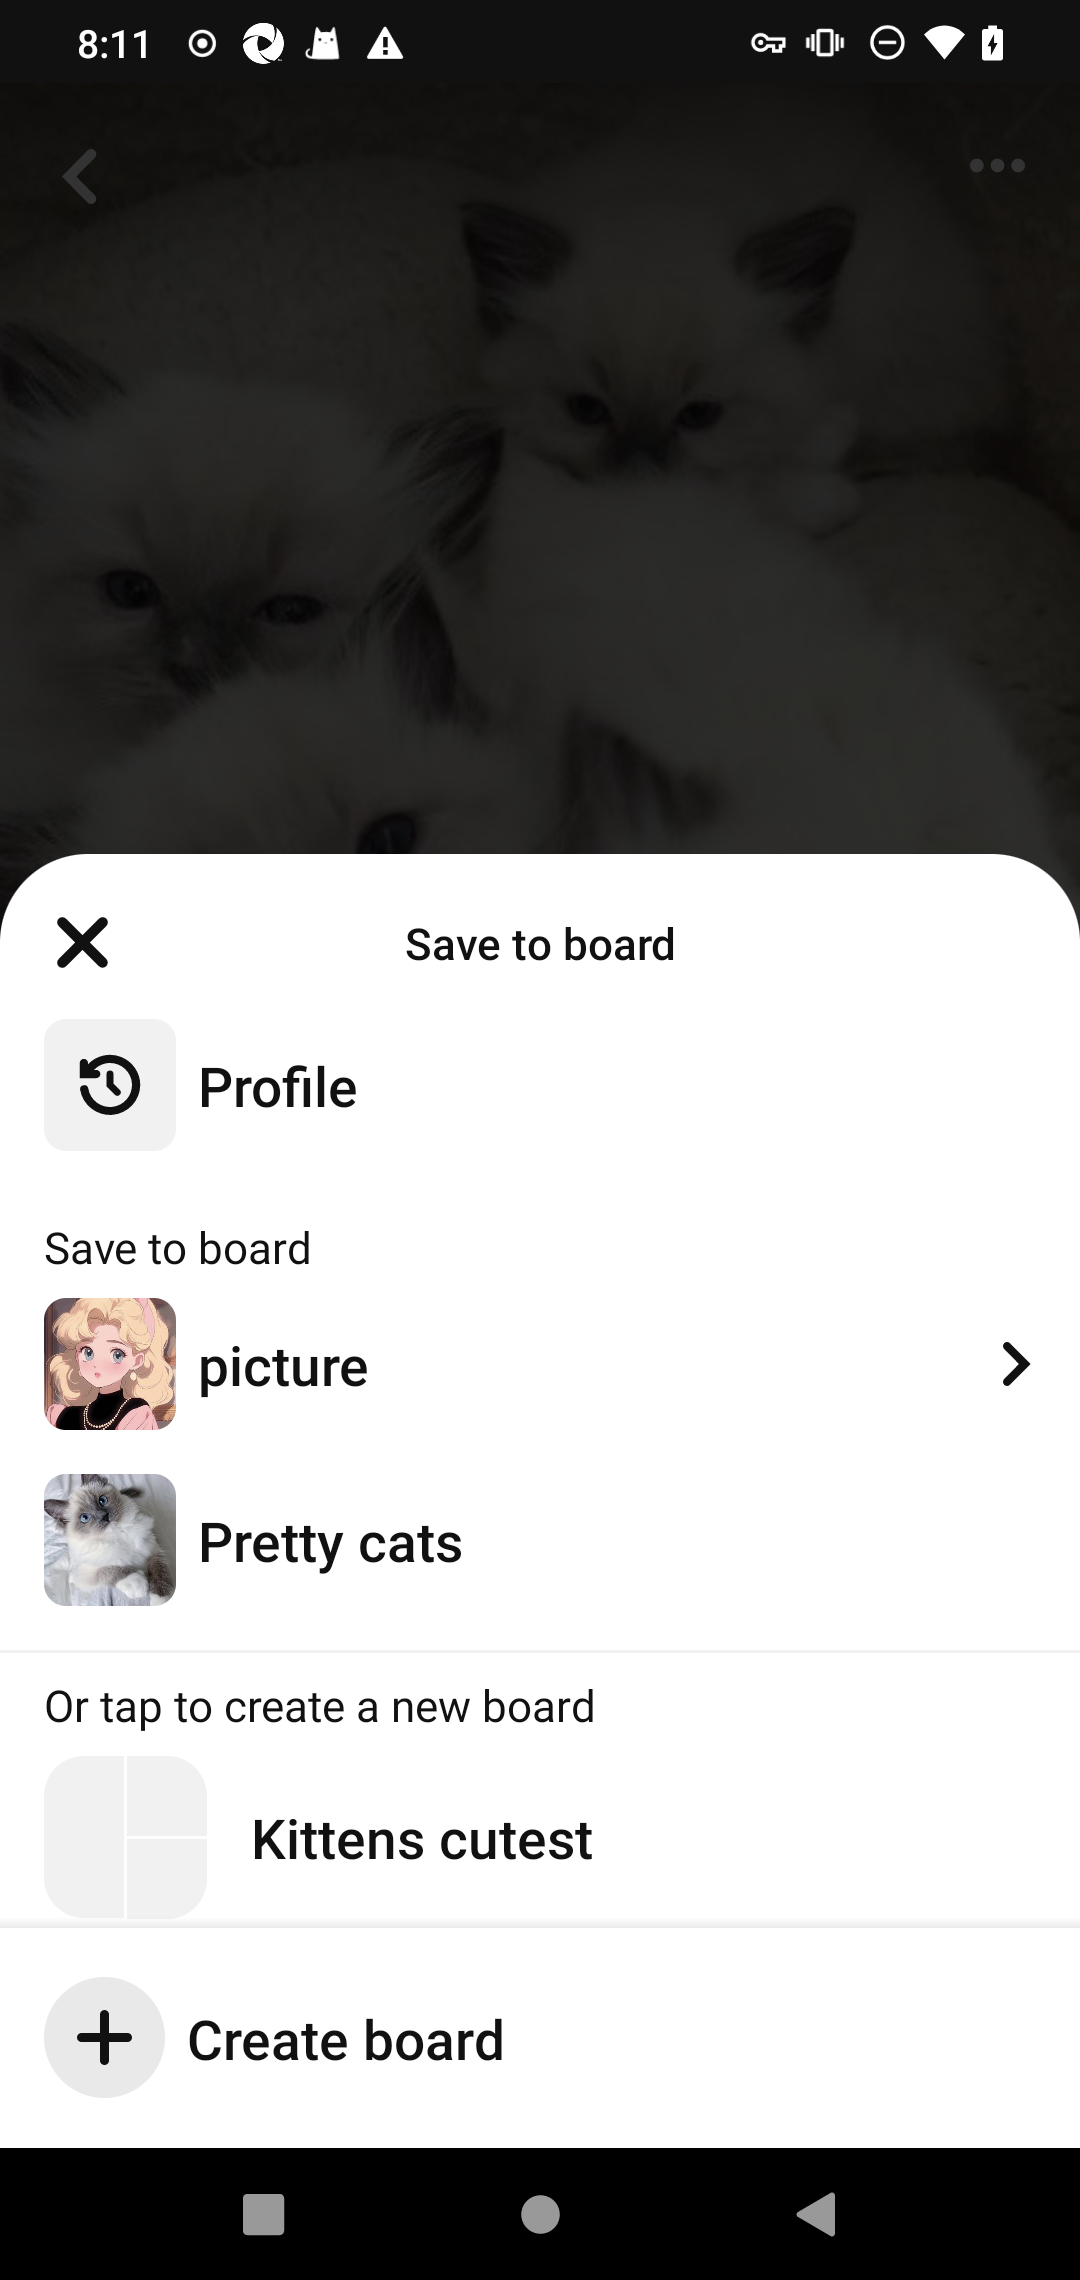 8:11
Save to board
Profile
Save to board
picture
Pretty cats
Or tap to create a new board
Kittens cutest
Create board